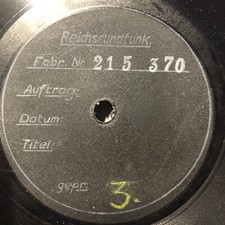 Reichsrundfunk.
Fabr. Nr. 215 370
Auftrag:
Datum:
Titel:
gepr.
3.